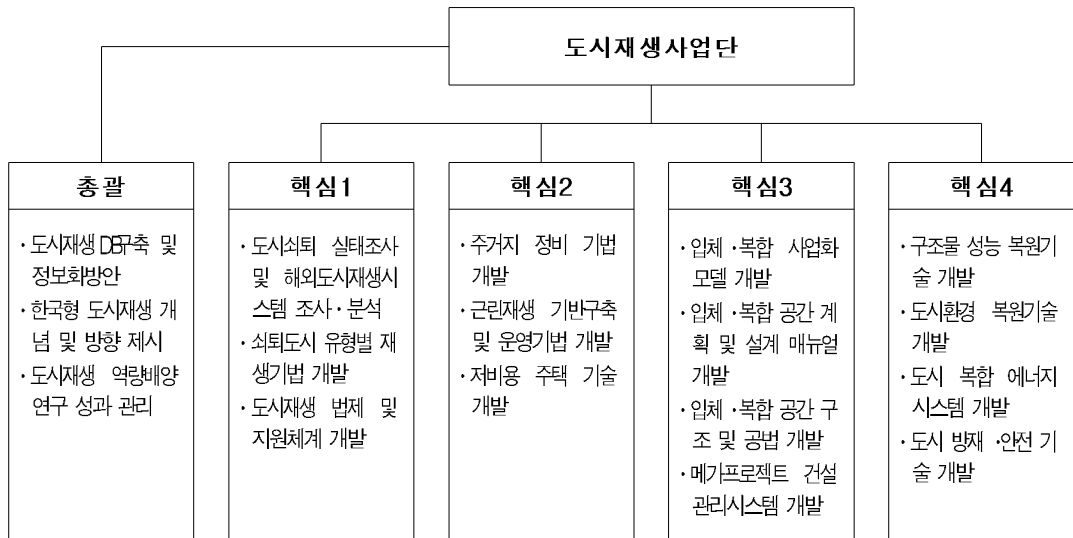 도시재생사업단
총괄
· 도시재생 DB구축 및
정보화방안
· 한국형 도시재생 개
념 및 방향 제시
· 도시재생 역량배양
연구 성과 관리
핵심1
· 도시쇠퇴 실태조사
및 해외도시재생시
스템 조사·분석
· 쇠퇴도시 유형별 재
생기법 개발
· 도시재생 법제 및
지원체계 개발
핵심2
· 주거지 정비 기법
개발
· 근린재생 기반구축
및 운영기법 개발
· 저비용 주택 기술
개발
핵심3
· 입체·복합 사업화
모델 개발
· 입체·복합 공간 계
획 및 설계 매뉴얼
개발
· 입체·복합 공간 구
조 및 공법 개발
· 메가프로젝트 건설
관리시스템 개발
핵심4
· 구조물 성능 복원기
술 개발
· 도시환경 복원기술
개발
· 도시 복합 에너지
시스템 개발
· 도시 방재·안전 기
술 개발